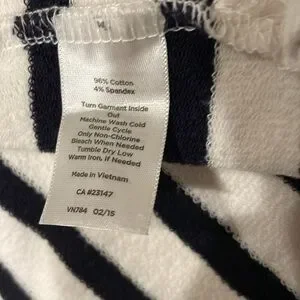 96% Cotton
4% Spandex
Turn Garment Inside
Out
Machine Wash Cold
Gentle Cycle
Only Non-Chlorine
Bleach When Needed
Tumble Dry Low
Warm Iron, If Needed
Made in Vietnam
CA #23147
VN784 02/15